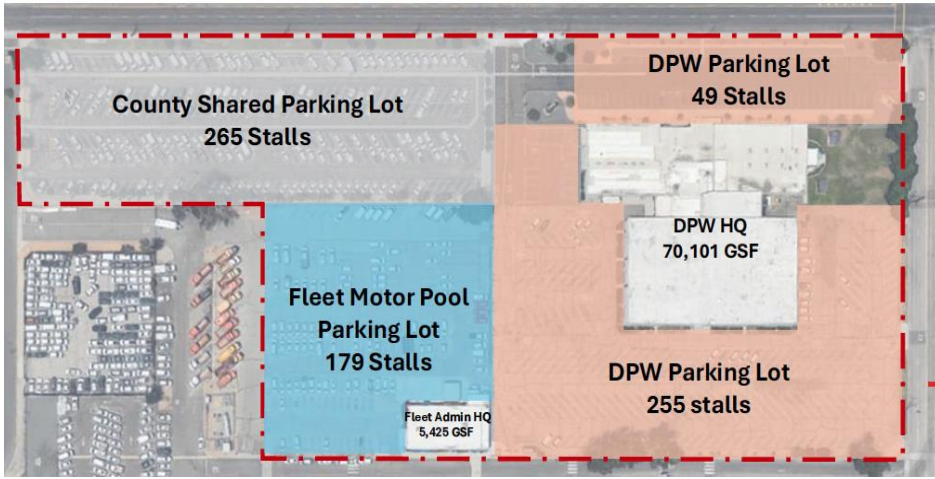 County Shared Parking Lot
265 Stalls
DPW Parking Lot
49 Stalls
DPW HQ
70,101 GSF
Fleet Motor Pool
Parking Lot
179 Stalls
DPW Parking Lot
255 stalls
Fleet Admin HQ
5,425 GSF